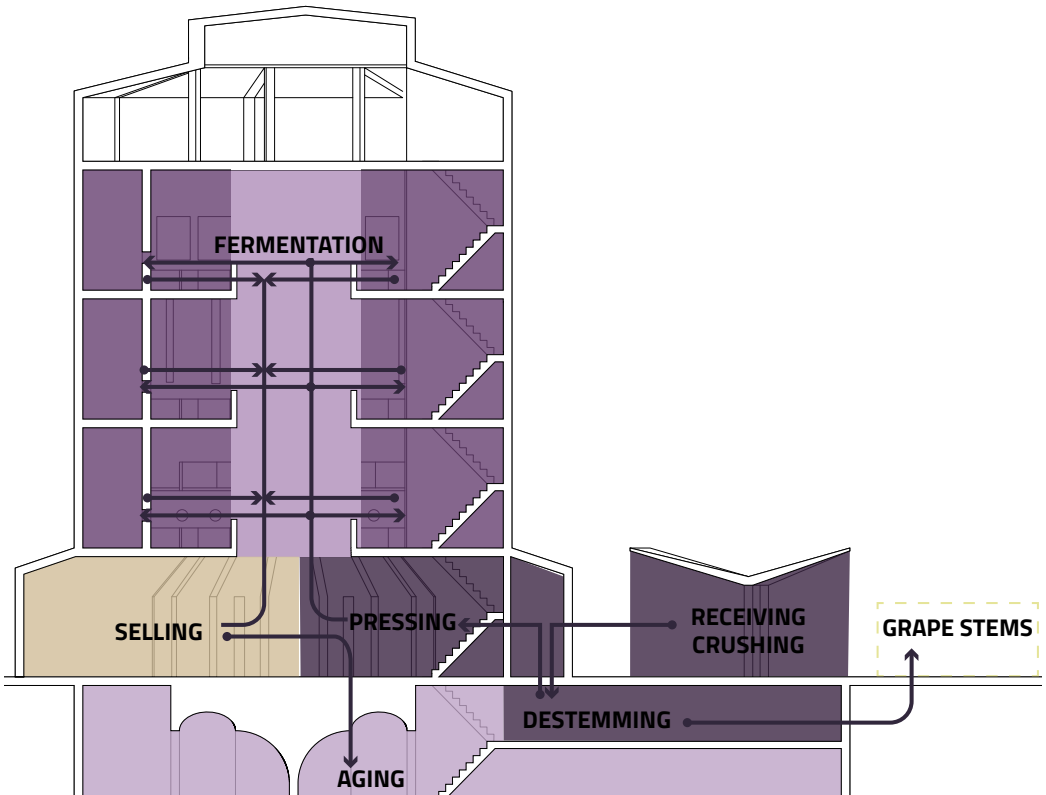 FERMENTATION
SELLING
PRESSING
RECEIVING
CRUSHING
GRAPE STEMS
DESTEMMING
AGING